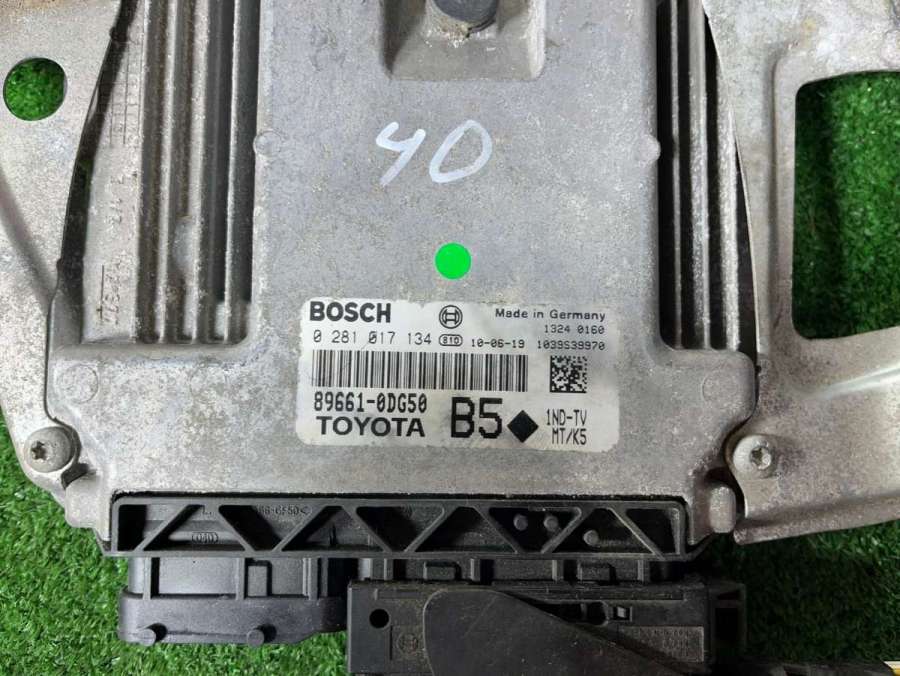 40
BOSCH
Made in Germany
1324 0160
0 281 017 134 810 10-06-19 1039S39970
89661-0DG50
TOYOTA
B5
1ND-TV
MT/K5